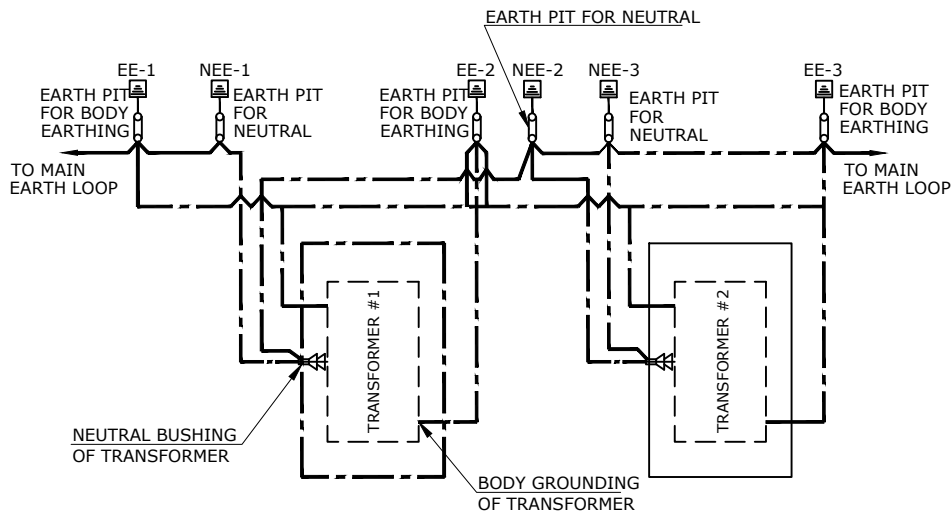 EARTH PIT FOR NEUTRAL
EE-1
NEE-1
EE-2
NEE-2
NEE-3
EE-3
EARTH PIT
FOR BODY
EARTHING
EARTH PIT
FOR
NEUTRAL
EARTH PIT
FOR BODY
EARTHING
EARTH PIT
FOR
NEUTRAL
EARTH PIT
FOR BODY
EARTHING
TO MAIN
EARTH LOOP
TO MAIN
EARTH LOOP
TRANSFORMER #1
TRANSFORMER #2
NEUTRAL BUSHING
OF TRANSFORMER
BODY GROUNDING
OF TRANSFORMER